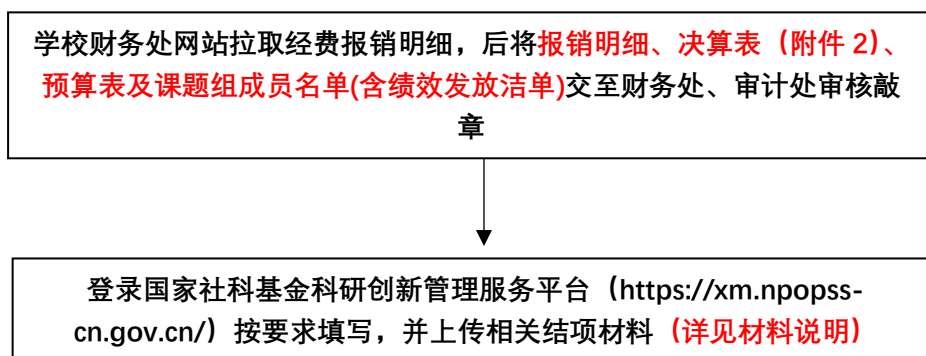 学校财务处网站拉取经费报销明细，后将报销明细、决算表（附件 2）、
预算表及课题组成员名单(含绩效发放洁单)交至财务处、审计处审核敲
章
登录国家社科基金科研创新管理服务平台（https://xm.npopss-
cn.gov.cn/）按要求填写，并上传相关结项材料（详见材料说明）